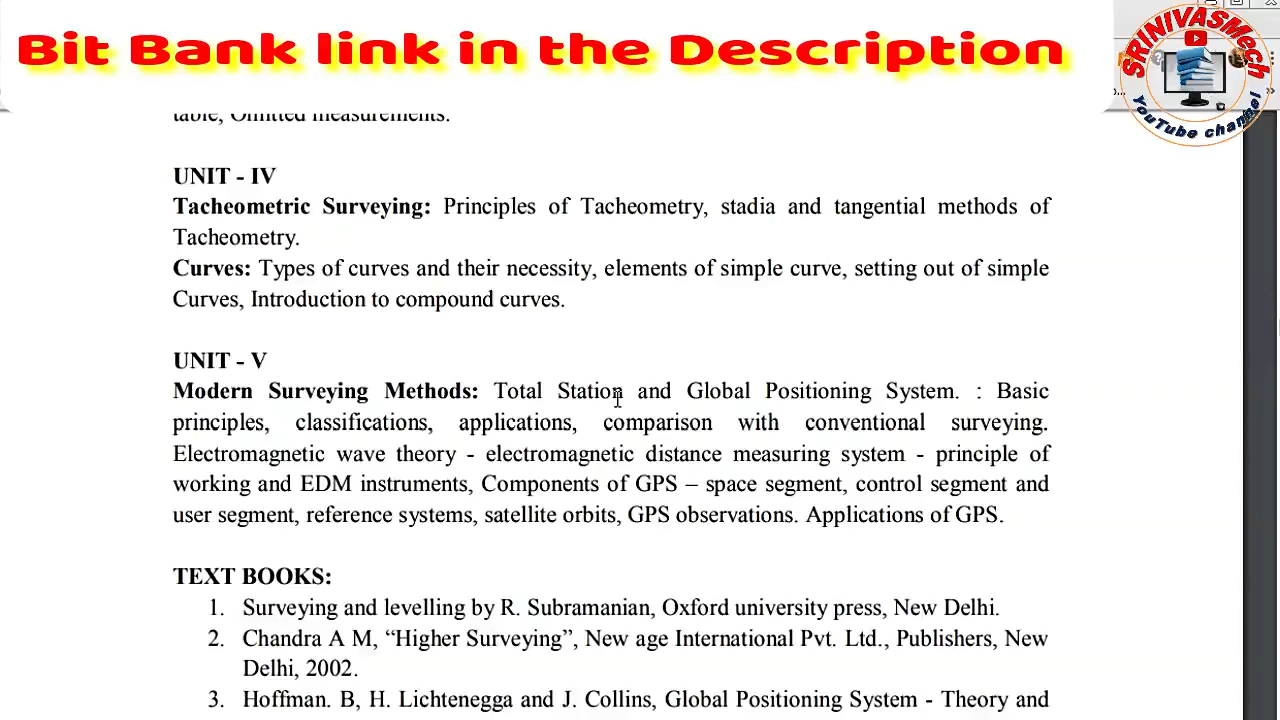 Bit Bank link in the Description
SRINIVASMech
YouTube channel
table, Omitted measurements.
UNIT - IV
Tacheometric Surveying: Principles of Tacheometry, stadia and tangential methods of
Tacheometry.
Curves: Types of curves and their necessity, elements of simple curve, setting out of simple
Curves, Introduction to compound curves.
UNIT - V
Modern Surveying Methods: Total Station and Global Positioning System. : Basic
principles, classifications, applications, comparison with conventional surveying.
Electromagnetic wave theory - electromagnetic distance measuring system - principle of
working and EDM instruments, Components of GPS – space segment, control segment and
user segment, reference systems, satellite orbits, GPS observations. Applications of GPS.
TEXT BOOKS:
1. Surveying and levelling by R. Subramanian, Oxford university press, New Delhi.
2. Chandra A M, “Higher Surveying”, New age International Pvt. Ltd., Publishers, New
Delhi, 2002.
3. Hoffman. B, H. Lichtenegga and J. Collins, Global Positioning System - Theory and